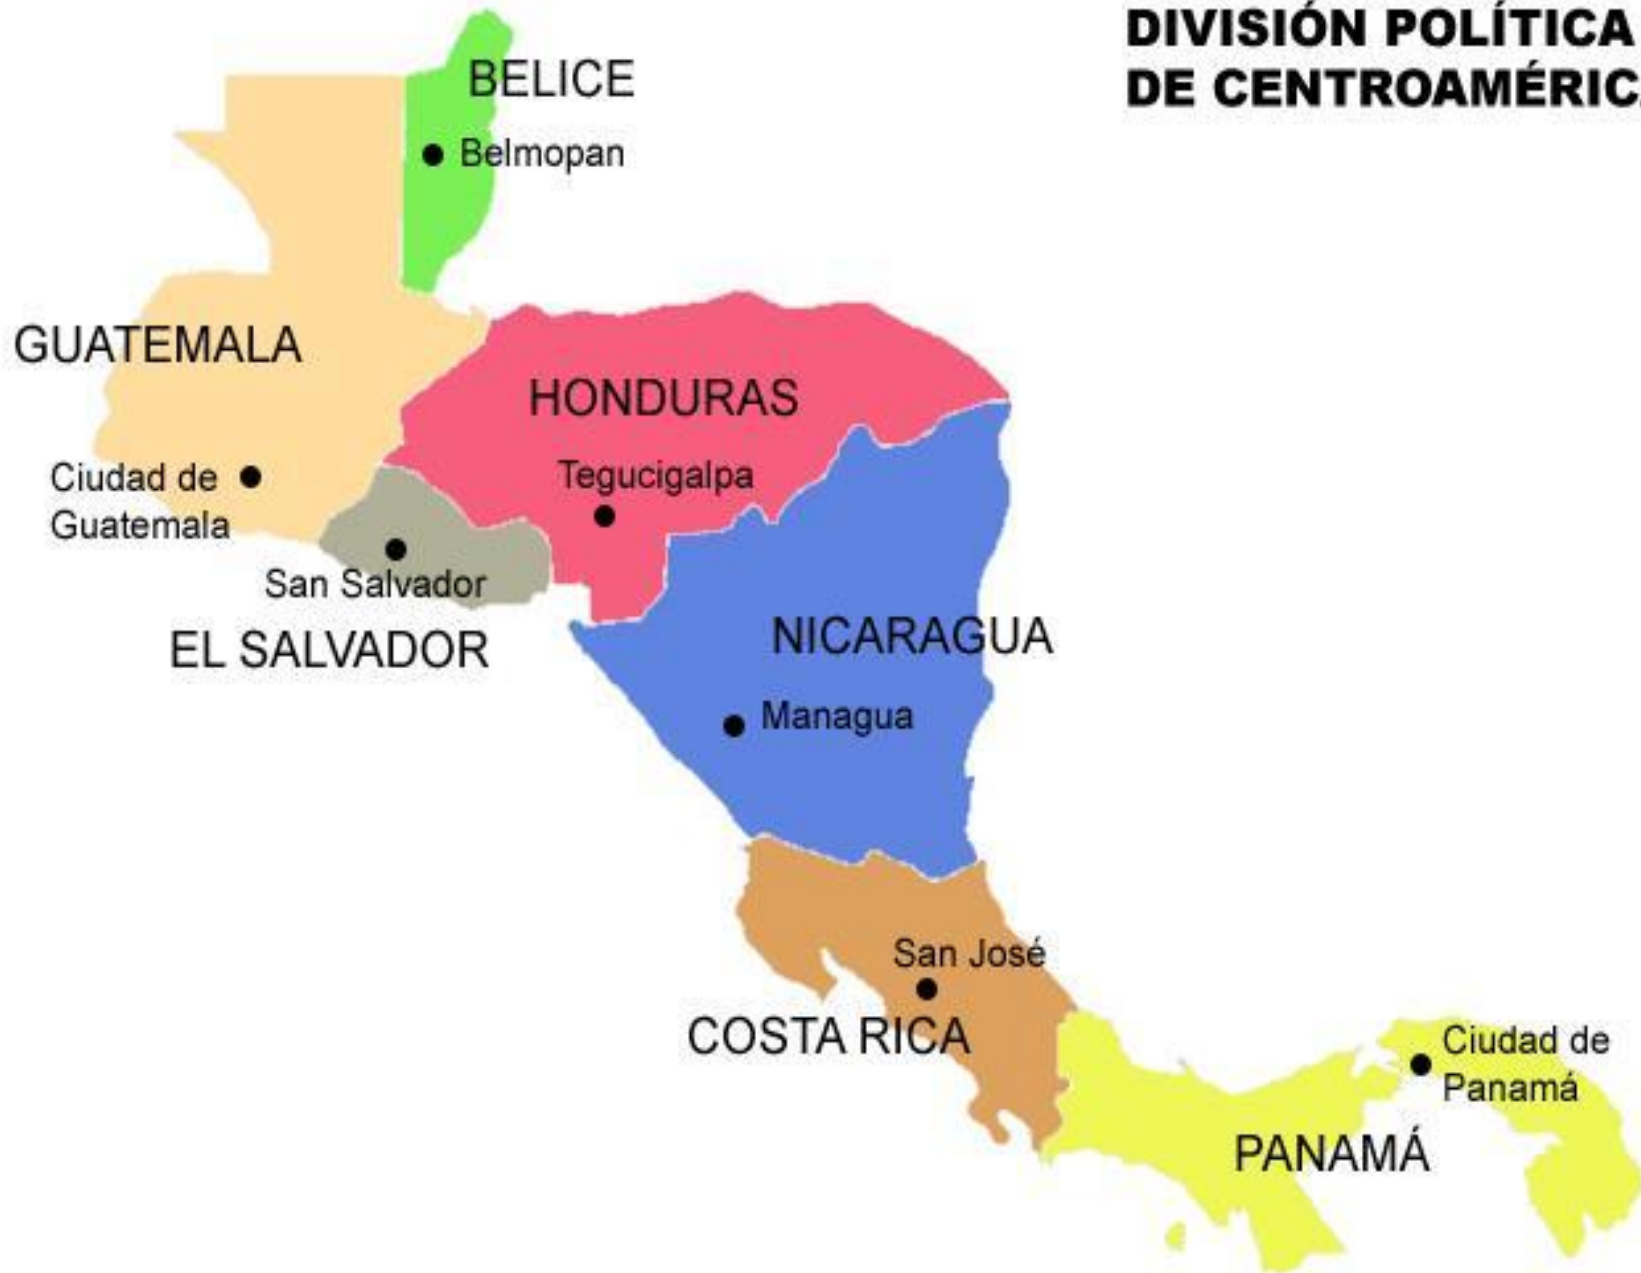 DIVISIÓN POLÍTICA
DE CENTROAMÉRIC
BELICE
Belmopan
GUATEMALA
HONDURAS
Ciudad de
Guatemala
Tegucigalpa
San Salvador
EL SALVADOR
NICARAGUA
Managua
San José
COSTA RICA
Ciudad de
Panamá
PANAMÁ